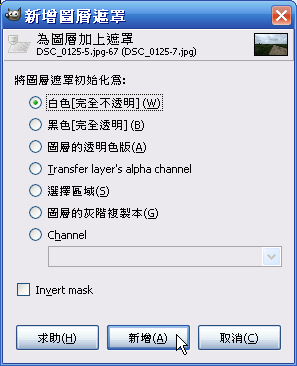 新增圖層遮罩
為圖層加上遮罩
DSC_0125-5.jpg-67 (DSC_0125-7.jpg)
將圖層遮罩初始化為:
白色[完全不透明](W)
黑色[完全透明](B)
圖層的透明色版(A)
Transfer layer's alpha channel
選擇區域(S)
圖層的灰階複製本(G)
Channel
Invert mask
求助(H)
新增(A)
取消(C)